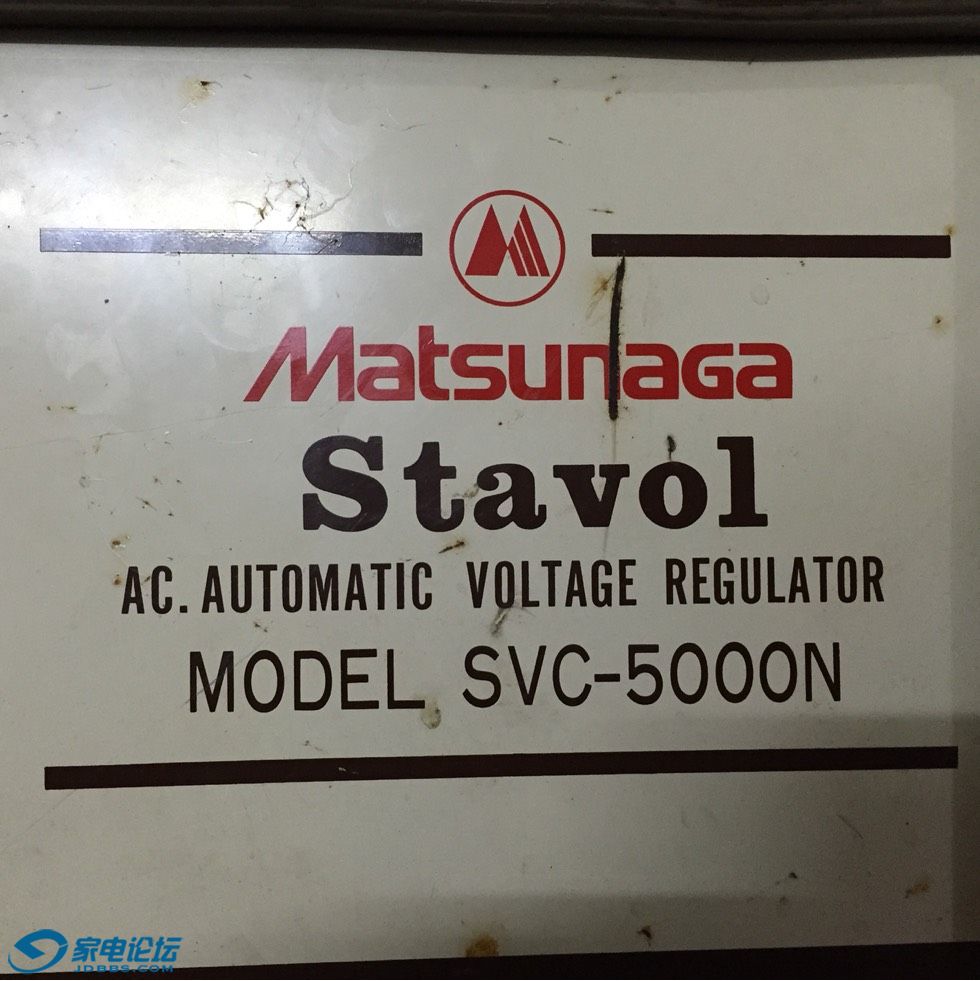 Matsunaga
Stavol
AC. AUTOMATIC VOLTAGE REGULATOR
MODEL SVC-5000N
家电论坛
JDBBS.COM